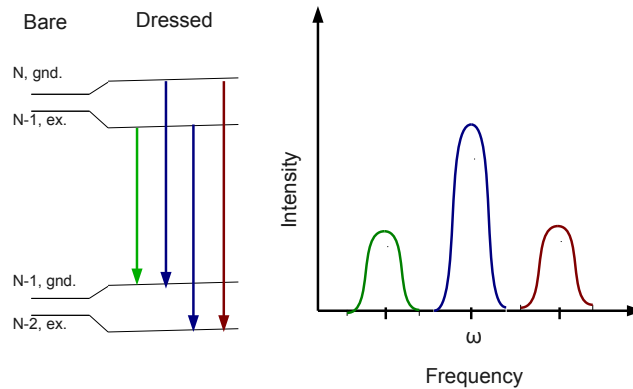 Bare
Dressed
N, gnd.
N-1, ex.
N-1, gnd.
N-2, ex.
Intensity
ω
Frequency